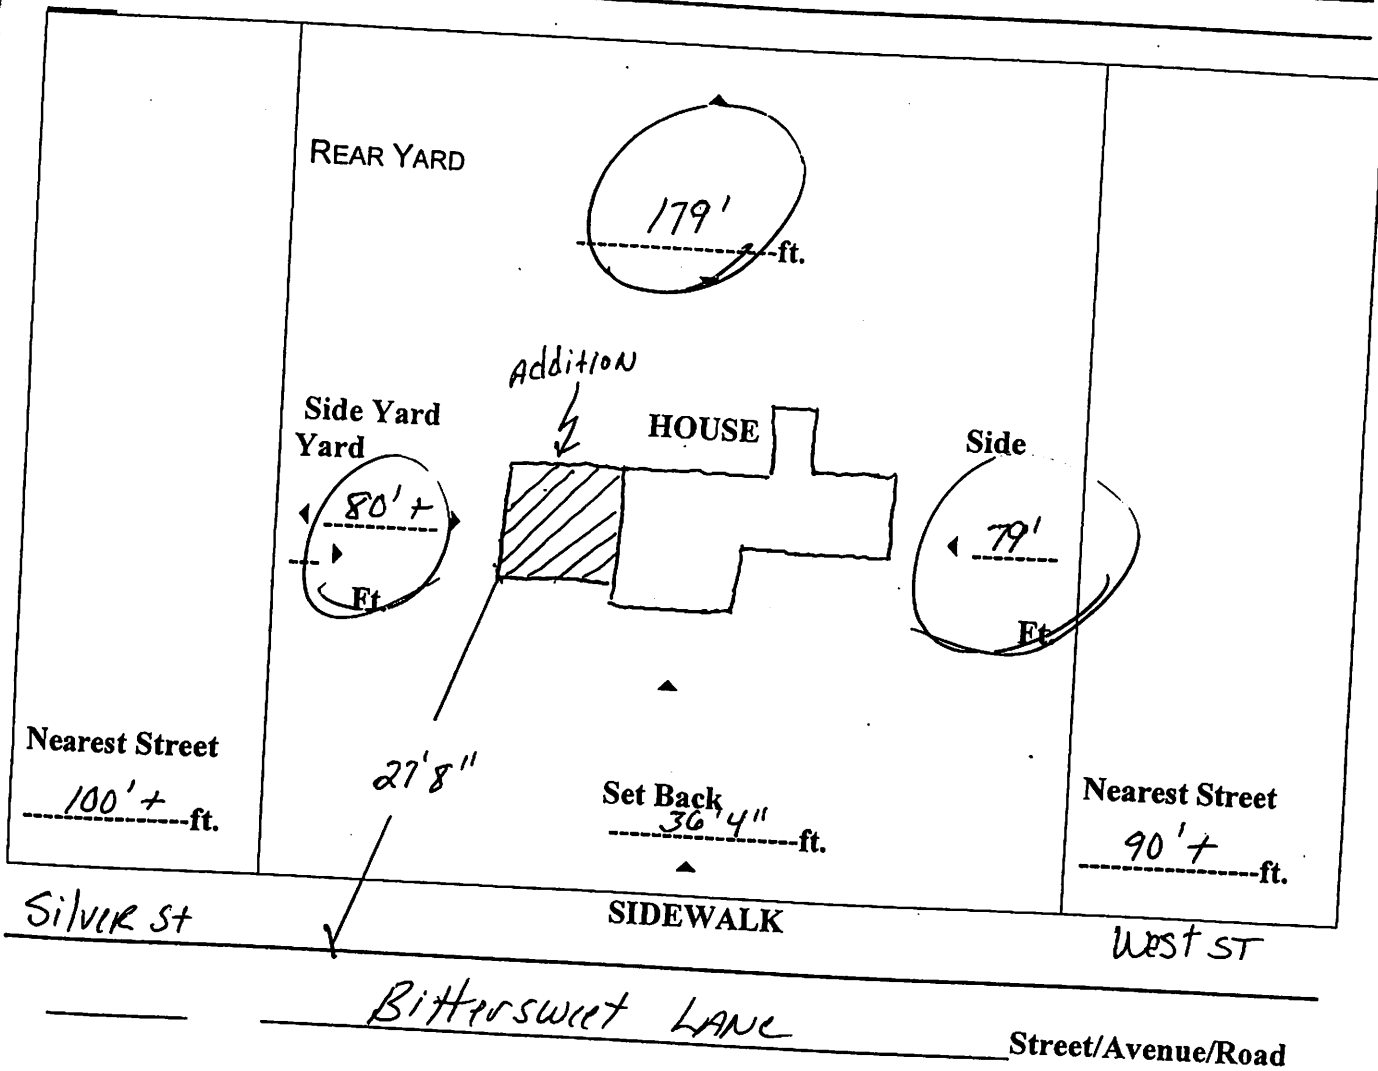 REAR YARD
179'
ft.
Addition
Side Yard
Yard
HOUSE
Side
80'+
79'
Ft.
Ft.
27'8"
Nearest Street
100'+ ft.
Set Back
36'4" ft.
Nearest Street
90'+ ft.
Silver St
SIDEWALK
West ST
Bittersweet LANE Street/Avenue/Road